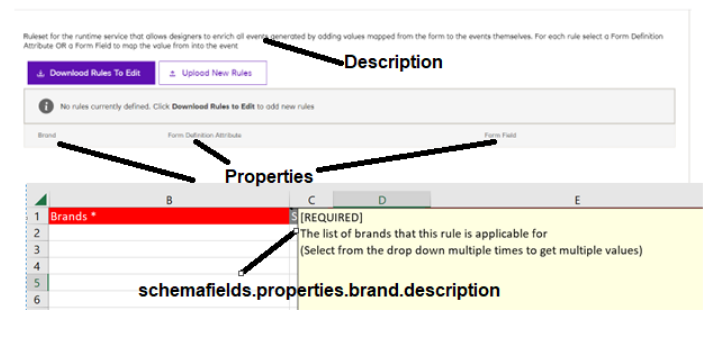 Ruleset for the runtime service that allows designers to enrich all events generated by adding values mapped from the form to the events themselves. For each rule select a Form Definition
Attribute OR a Form Field to map the value from into the event
Description
Download Rules To Edit
Upload New Rules
No rules currently defined. Click Download Rules to Edit to add new rules
Brand
Form Definition Attribute
Form Field
Properties
B C D E
1 Brands * S [REQUIRED]
2 The list of brands that this rule is applicable for
3 (Select from the drop down multiple times to get multiple values)
4
5
schemafields.properties.brand.description
6